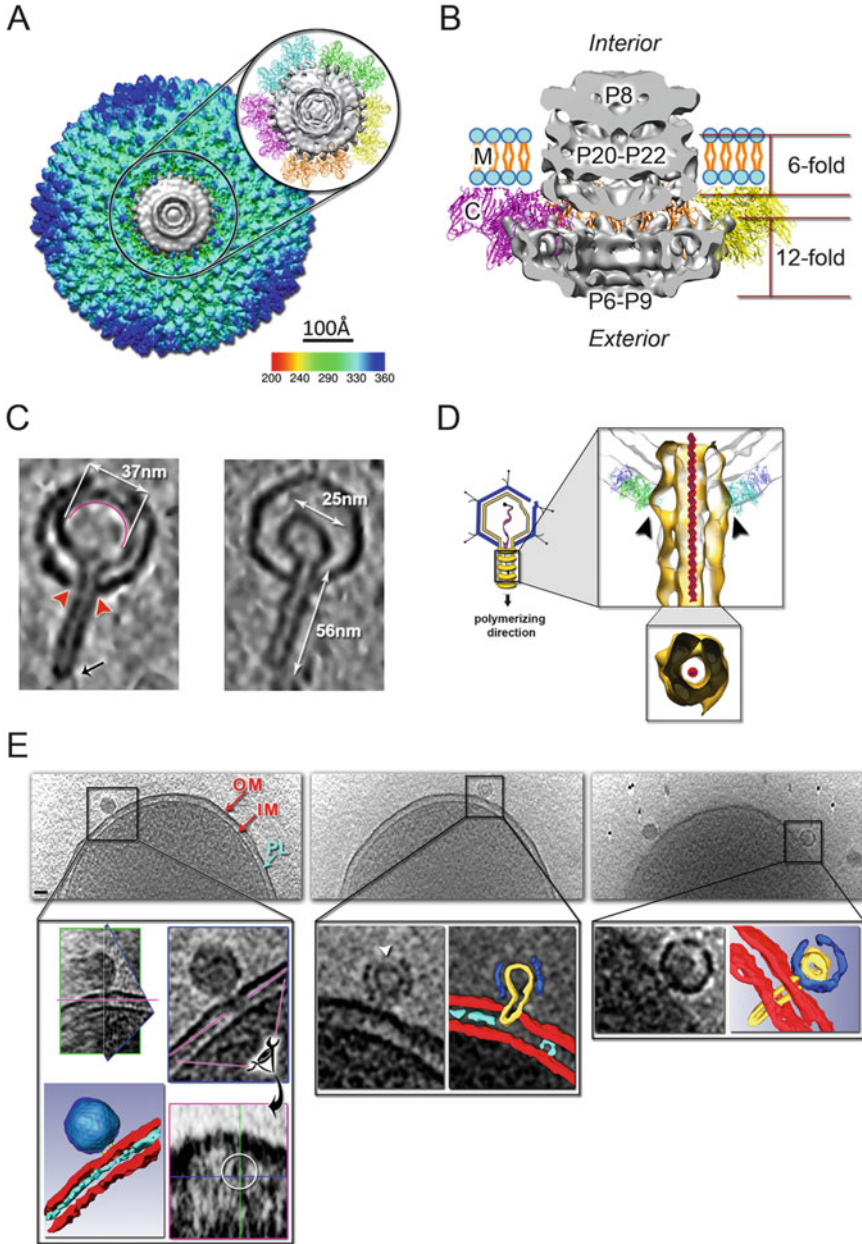 A
100Å
200 240 290 330 360
B
Interior
P8
M
P20-P22
6-fold
C
12-fold
P6-P9
Exterior
C
37nm
25nm
56nm
D
polymerizing
direction
E
OM
IM
PL